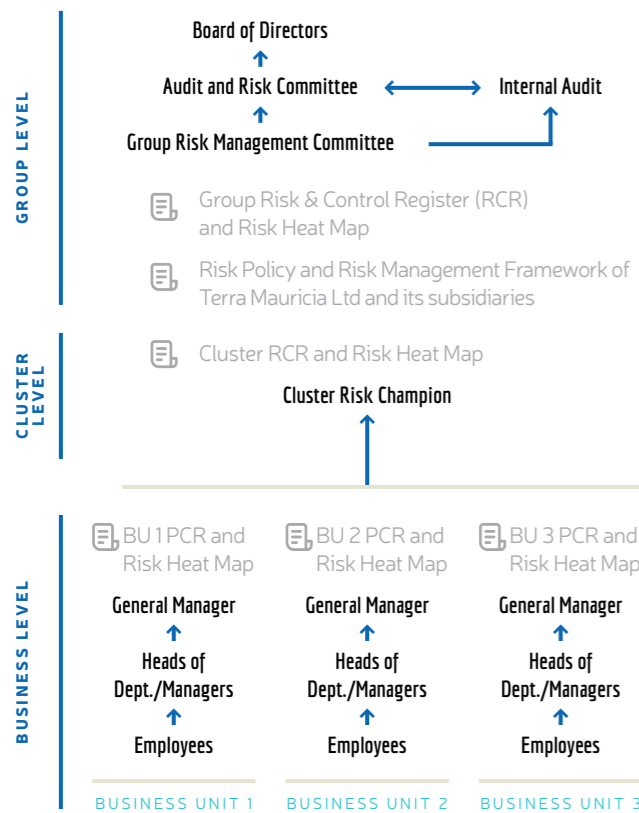 GROUP LEVEL
Board of Directors
Audit and Risk Committee
Internal Audit
Group Risk Management Committee
Group Risk & Control Register (RCR)
and Risk Heat Map
Risk Policy and Risk Management Framework of
Terra Mauricia Ltd and its subsidiaries
CLUSTER
LEVEL
Cluster RCR and Risk Heat Map
Cluster Risk Champion
BUSINESS LEVEL
BU 1 PCR and
Risk Heat Map
General Manager
Heads of
Dept./Managers
Employees
BUSINESS UNIT 1
BU 2 PCR and
Risk Heat Map
General Manager
Heads of
Dept./Managers
Employees
BUSINESS UNIT 2
BU 3 PCR and
Risk Heat Map
General Manager
Heads of
Dept./Managers
Employees
BUSINESS UNIT 3